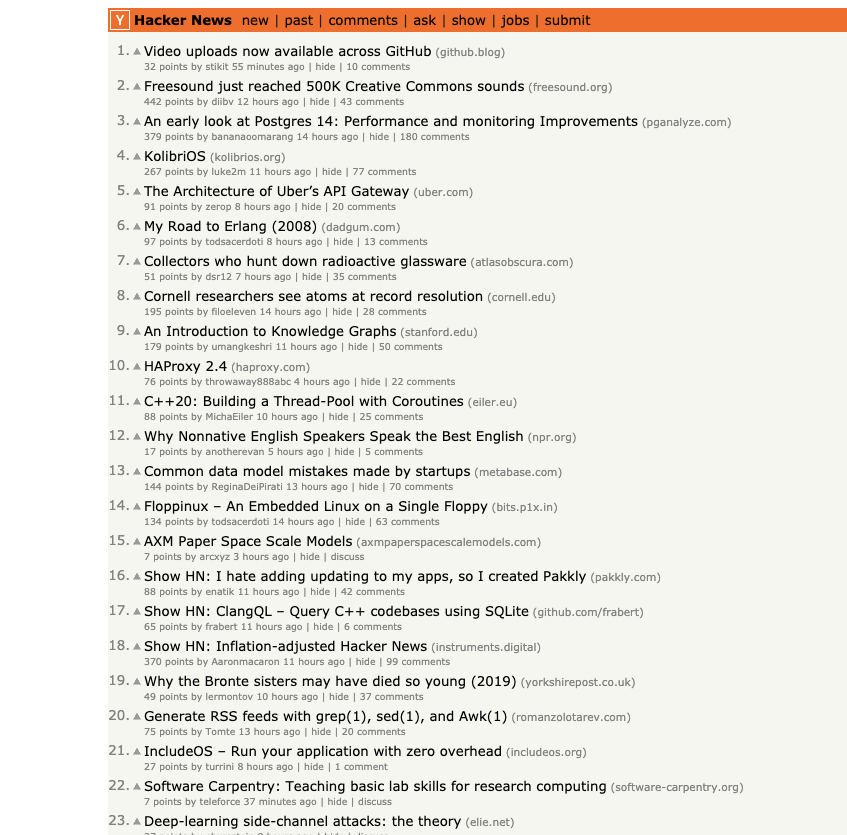 Y Hacker News new | past | comments | ask | show | jobs | submit
1. Video uploads now available across GitHub (github.blog)
32 points by stikit 55 minutes ago | hide | 10 comments
2. Freesound just reached 500K Creative Commons sounds (freesound.org)
442 points by diibv 12 hours ago | hide | 43 comments
3. An early look at Postgres 14: Performance and monitoring Improvements (pganalyze.com)
379 points by bananaoomarang 14 hours ago | hide | 180 comments
4. KolibriOS (kolibrios.org)
267 points by luke2m 11 hours ago | hide | 77 comments
5. The Architecture of Uber’s API Gateway (uber.com)
91 points by zerop 8 hours ago | hide | 20 comments
6. My Road to Erlang (2008) (dadgum.com)
97 points by todsacerdoti 8 hours ago | hide | 13 comments
7. Collectors who hunt down radioactive glassware (atlasobscura.com)
51 points by dsr12 7 hours ago | hide | 35 comments
8. Cornell researchers see atoms at record resolution (cornell.edu)
195 points by filoeleven 14 hours ago | hide | 28 comments
9. An Introduction to Knowledge Graphs (stanford.edu)
179 points by umangkeshri 11 hours ago | hide | 50 comments
10. HAProxy 2.4 (haproxy.com)
76 points by throwaway888abc 4 hours ago | hide | 22 comments
11. C++20: Building a Thread-Pool with Coroutines (eiler.eu)
88 points by MichaEiler 10 hours ago | hide | 25 comments
12. Why Nonnative English Speakers Speak the Best English (npr.org)
17 points by anotherevan 5 hours ago | hide | 5 comments
13. Common data model mistakes made by startups (metabase.com)
144 points by ReginaDeiPirati 13 hours ago | hide | 70 comments
14. Floppinux – An Embedded Linux on a Single Floppy (bits.p1x.in)
134 points by todsacerdoti 14 hours ago | hide | 63 comments
15. AXM Paper Space Scale Models (axmpaperspacescalemodels.com)
7 points by arcxyz 3 hours ago | hide | discuss
16. Show HN: I hate adding updating to my apps, so I created Pakkly (pakkly.com)
88 points by enatik 11 hours ago | hide | 42 comments
17. Show HN: ClangQL – Query C++ codebases using SQLite (github.com/frabert)
65 points by frabert 11 hours ago | hide | 6 comments
18. Show HN: Inflation-adjusted Hacker News (instruments.digital)
370 points by Aaronmacaron 11 hours ago | hide | 99 comments
19. Why the Bronte sisters may have died so young (2019) (yorkshirepost.co.uk)
49 points by lermontov 10 hours ago | hide | 37 comments
20. Generate RSS feeds with grep(1), sed(1), and Awk(1) (romanzolotarev.com)
75 points by Tomte 13 hours ago | hide | 20 comments
21. IncludeOS – Run your application with zero overhead (includeos.org)
27 points by turrini 8 hours ago | hide | 1 comment
22. Software Carpentry: Teaching basic lab skills for research computing (software-carpentry.org)
7 points by teleforce 37 minutes ago | hide | discuss
23. Deep-learning side-channel attacks: the theory (elie.net)